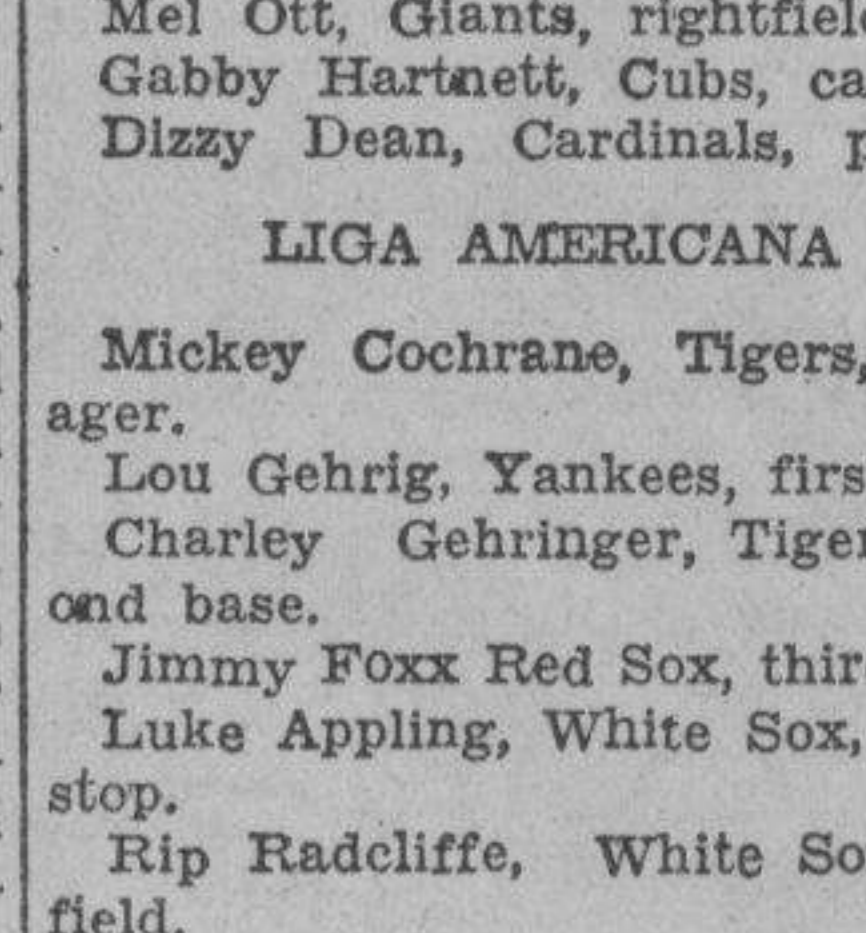 Mel Ott, Giants, rightfiel
Gabby Hartnett, Cubs, ca
Dizzy Dean, Cardinals, p
LIGA AMERICANA
Mickey Cochrane, Tigers,
ager.
Lou Gehrig, Yankees, firs
Charley Gehringer, Tiger
ond base.
Jimmy Foxx Red Sox, thir
Luke Appling, White Sox,
stop.
Rip Radcliffe, White So
field.